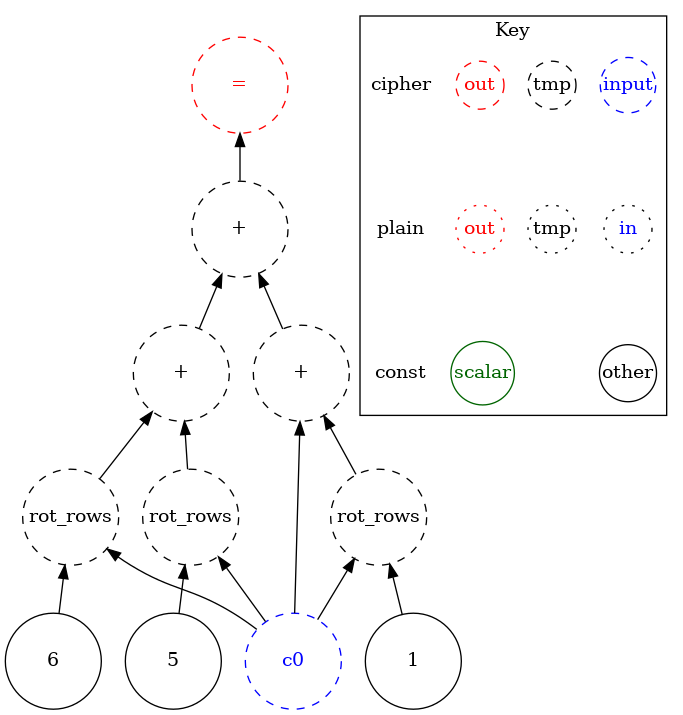 =
+
+
+
rot_rows
rot_rows
rot_rows
6
5
c0
1
Key
cipher out tmp input
plain out tmp in
const scalar other